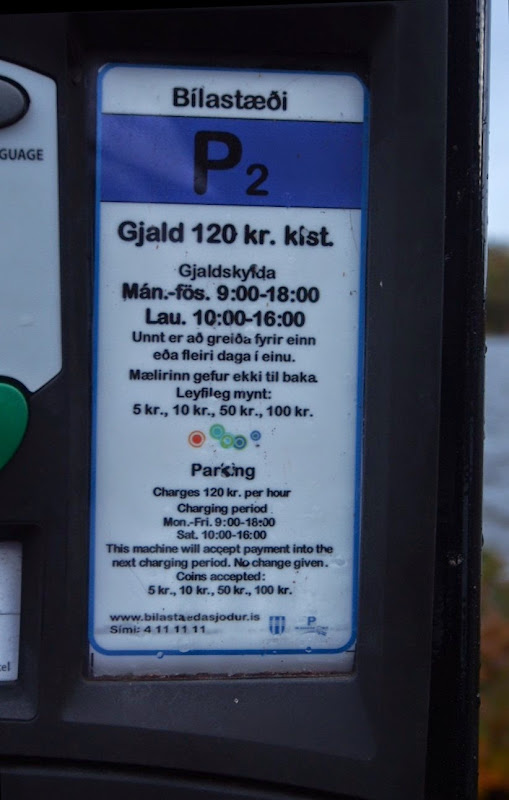 GUAGE
Bílastæði
P2
Gjald 120 kr. klst.
Gjaldskylda
Mán.-fös. 9:00-18:00
Lau. 10:00-16:00
Unnt er að greiða fyrir einn
eða fleiri daga í einu.
Mælirinn gefur ekki til baka
Leyfileg mynt:
5 kr., 10 kr., 50 kr., 100 kr.
Parking
Charges 120 kr. per hour
Charging period
Mon.-Fri. 9:00-18:00
Sat. 10:00-16:00
This machine will accept payment into the
next charging period. No change given.
Coins accepted:
5 kr., 10 kr., 50 kr., 100 kr.
www.bilastaedasjodur.is
Sími: 4 11 11 11
P
tel